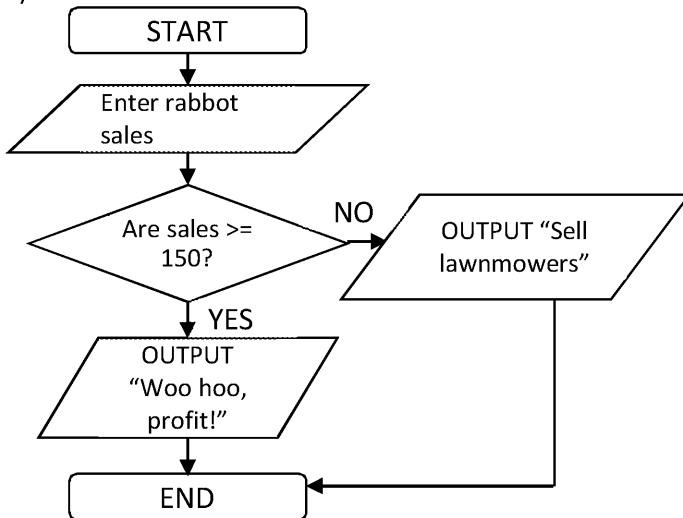 START
Enter rabbot
sales
Are sales >=
150?
NO
OUTPUT “Sell
lawnmowers”
YES
OUTPUT
“Woo hoo,
profit!”
END